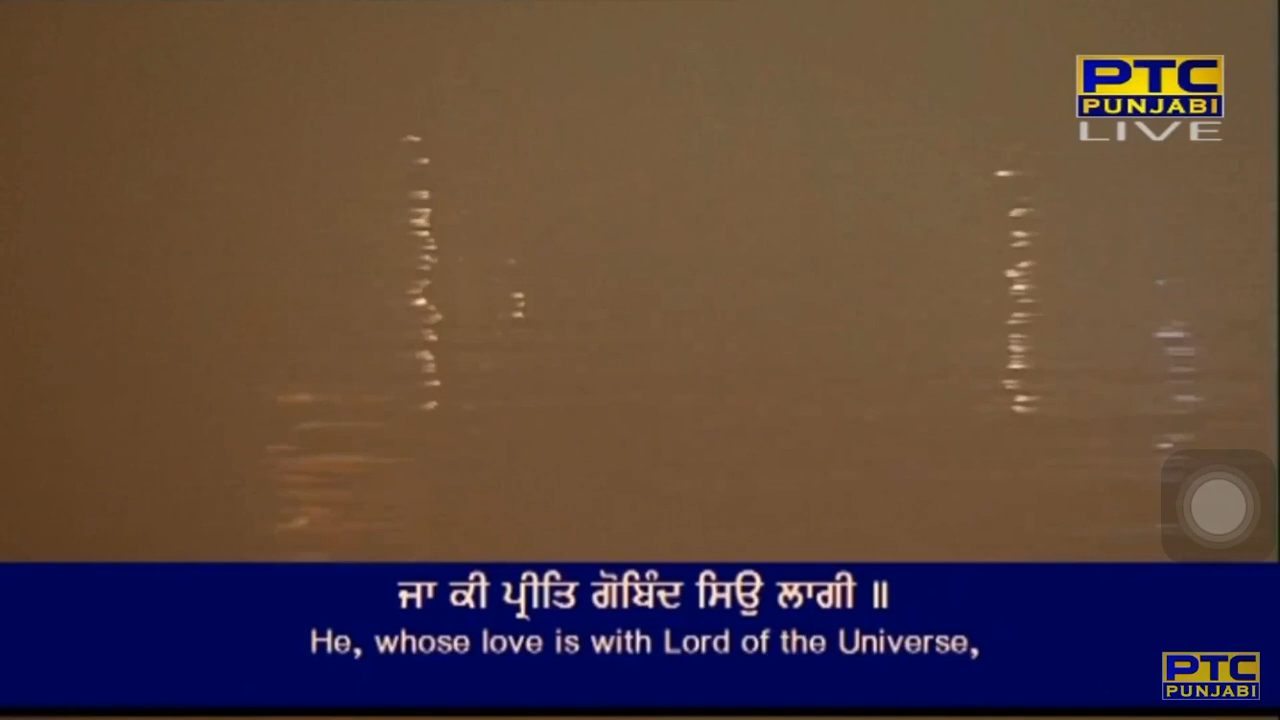 PTC
PUNJABI
LIVE
ਜਾ ਕੀ ਪ੍ਰੀਤਿ ਗੋਬਿੰਦ ਸਿਉ ਲਾਗੀ ॥
He, whose love is with Lord of the Universe,
PTC
PUNJABI